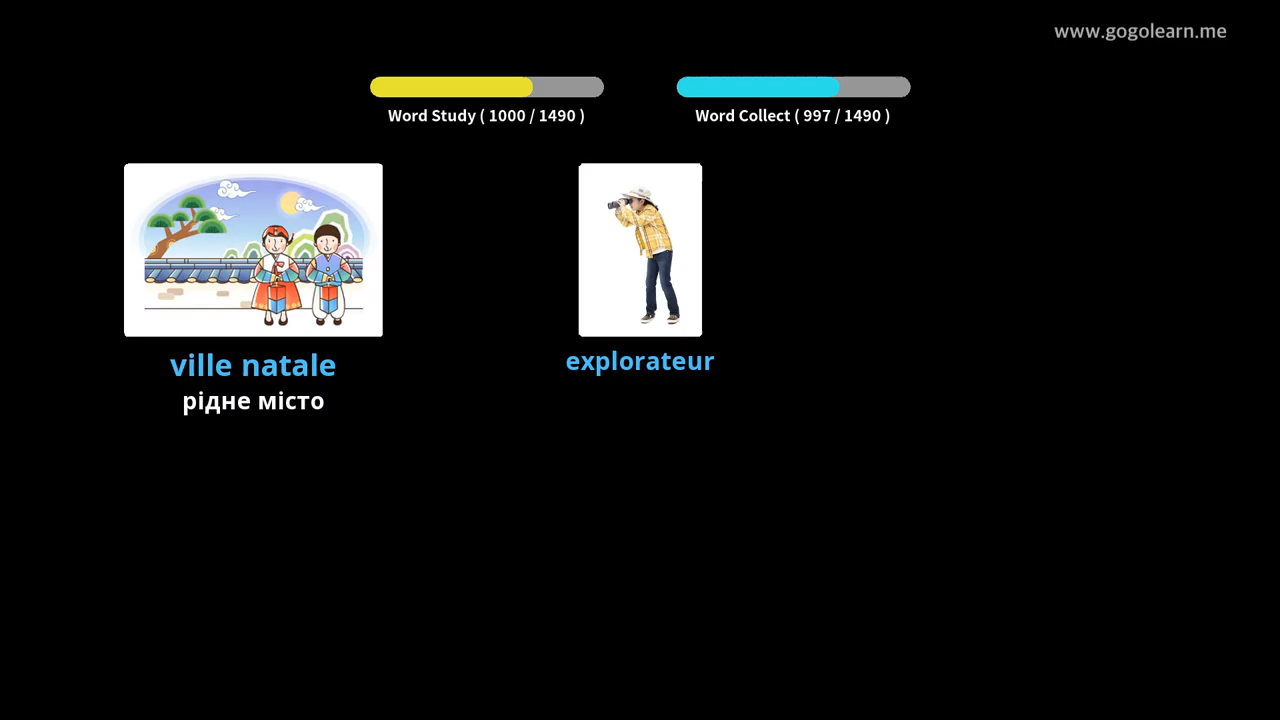 www.gogolearn.me
Word Study ( 1000 / 1490 )
Word Collect ( 997 / 1490 )
ville natale
рідне місто
explorateur